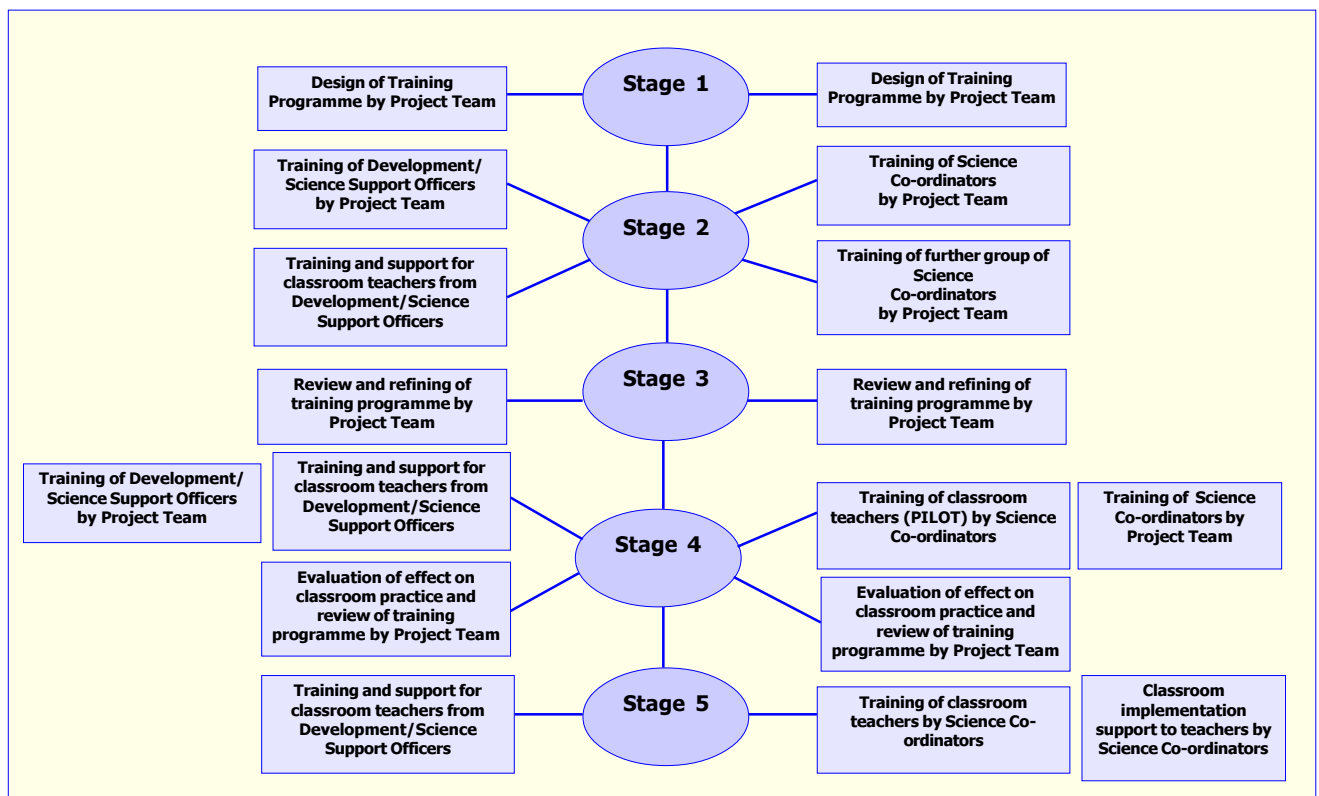 Stage 1
Design of Training
Programme by Project Team
Design of Training
Programme by Project Team
Stage 2
Training of Development/
Science Support Officers
by Project Team
Training of Science
Co-ordinators
by Project Team
Training and support for
classroom teachers from
Development/Science
Support Officers
Training of further group of
Science
Co-ordinators
by Project Team
Stage 3
Review and refining of
training programme by
Project Team
Review and refining of
training programme by
Project Team
Stage 4
Training of Development/
Science Support Officers
by Project Team
Training and support for
classroom teachers from
Development/Science
Support Officers
Training of classroom
teachers (PILOT) by Science
Co-ordinators
Training of Science
Co-ordinators by
Project Team
Evaluation of effect on
classroom practice and
review of training
programme by Project Team
Evaluation of effect on
classroom practice and
review of training
programme by Project Team
Stage 5
Training and support for
classroom teachers from
Development/Science
Support Officers
Training of classroom
teachers by Science Co-
ordinators
Classroom
implementation
support to teachers by
Science Co-ordinators